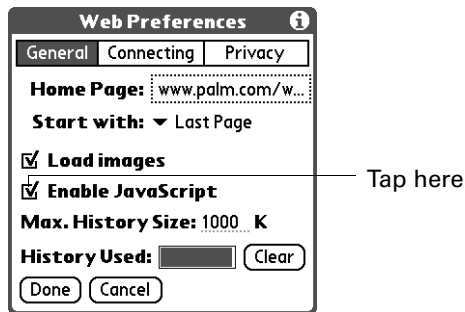 Web Preferences
General Connecting Privacy
Home Page: www.palm.com/w...
Start with: Last Page
Load images
Enable JavaScript
Tap here
Max. History Size: 1000 K
History Used: Clear
Done Cancel